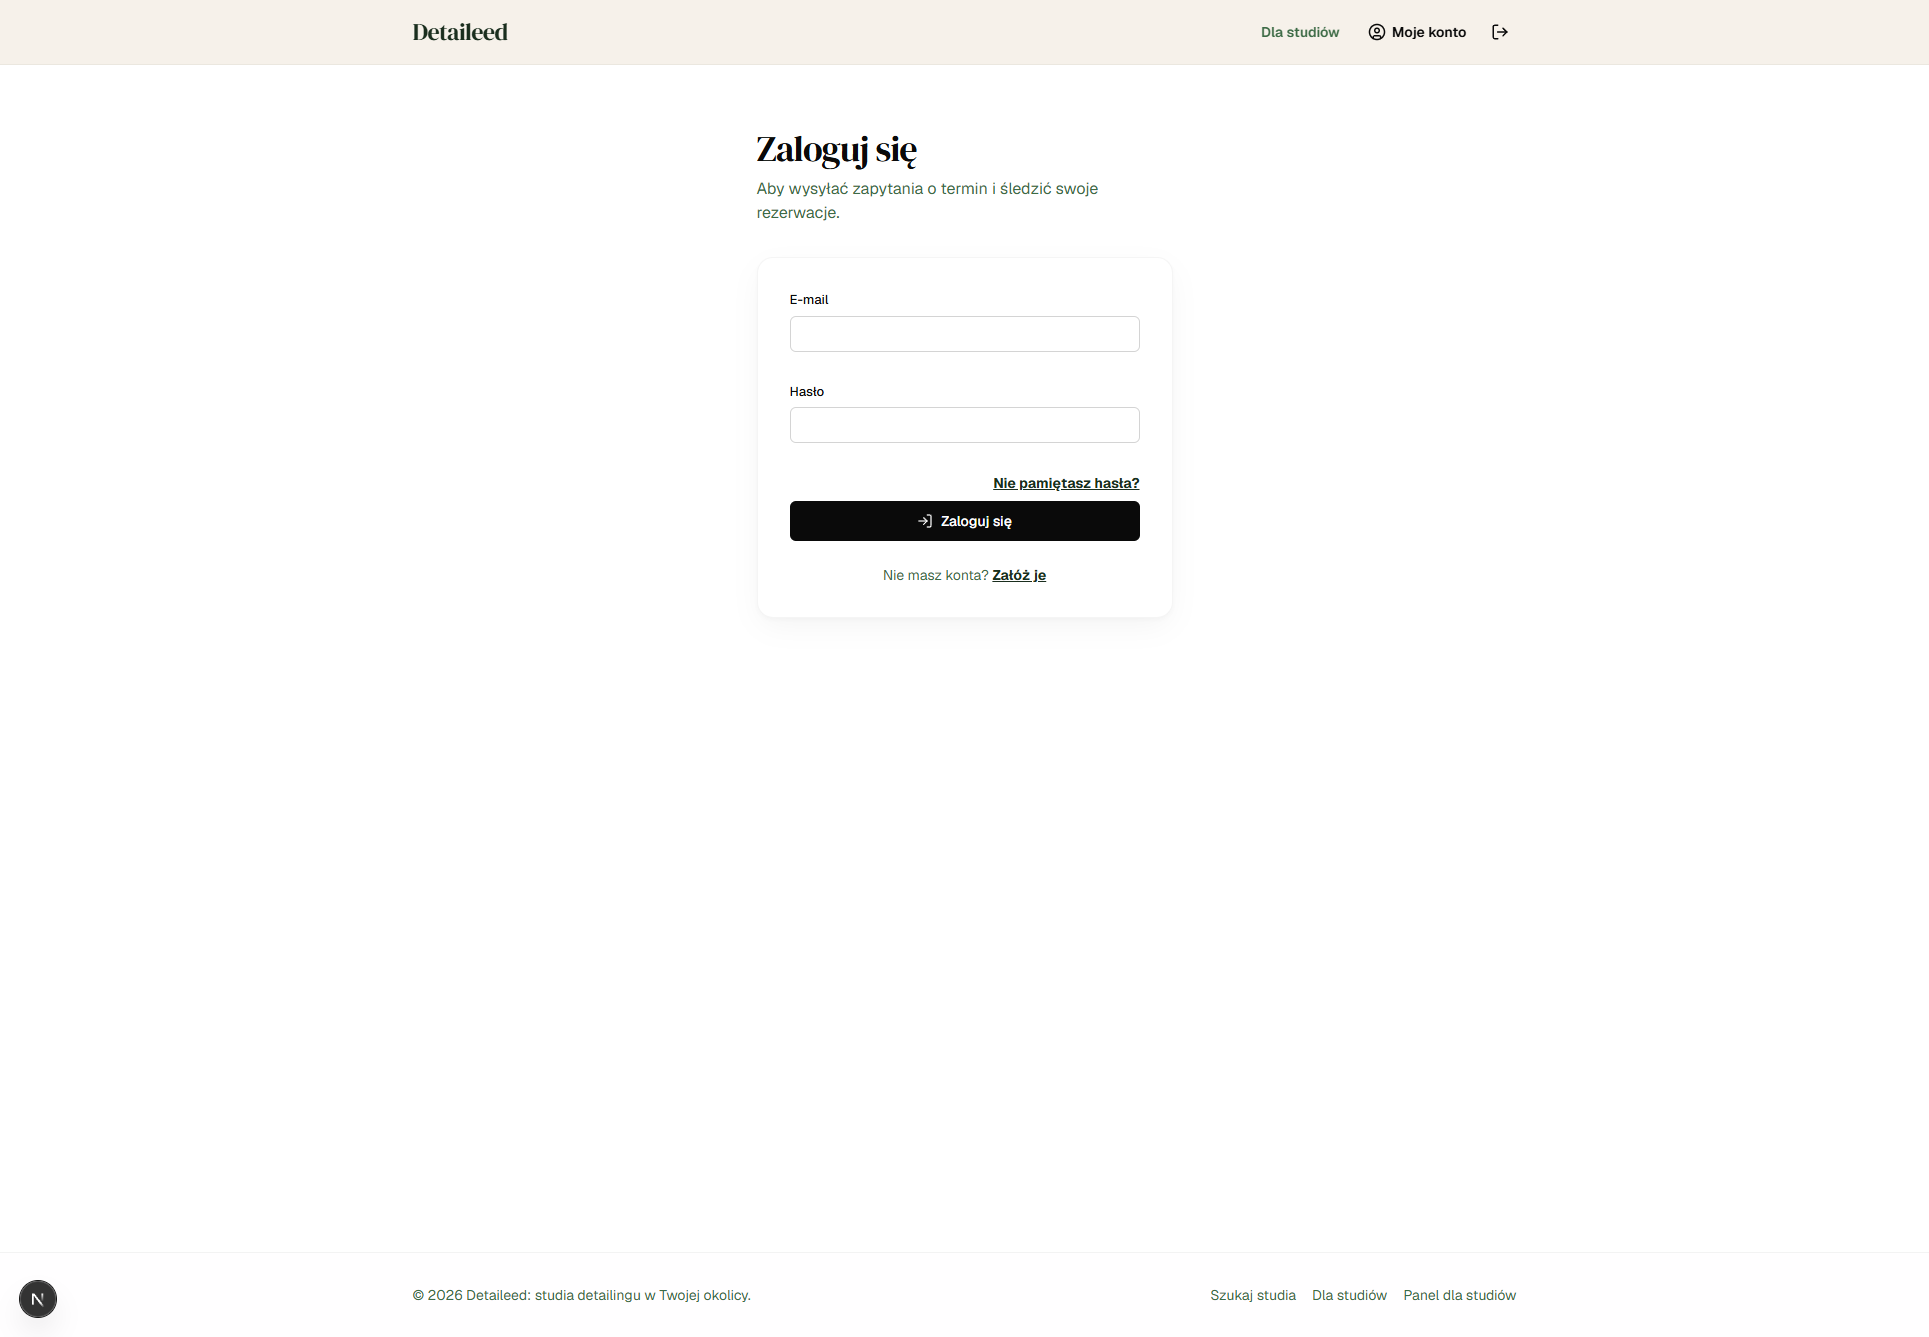 Detaileed
Dla studiów
Moje konto
Zaloguj się
Aby wysyłać zapytania o termin i śledzić swoje
rezerwacje.
E-mail
Hasło
Nie pamiętasz hasła?
Zaloguj się
Nie masz konta? Załóż je
© 2026 Detaileed: studia detailingu w Twojej okolicy.
Szukaj studia
Dla studiów
Panel dla studiów
N